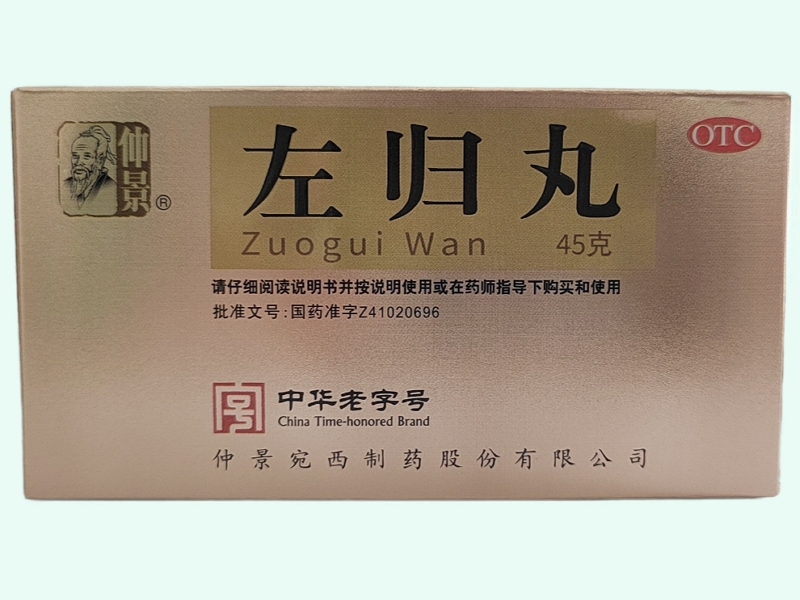 仲景®
左归丸
OTC
Zuogui Wan 45克
请仔细阅读说明书并按说明使用或在药师指导下购买和使用
批准文号:国药准字Z41020696
中华老字号
China Time-honored Brand
仲景宛西制药股份有限公司